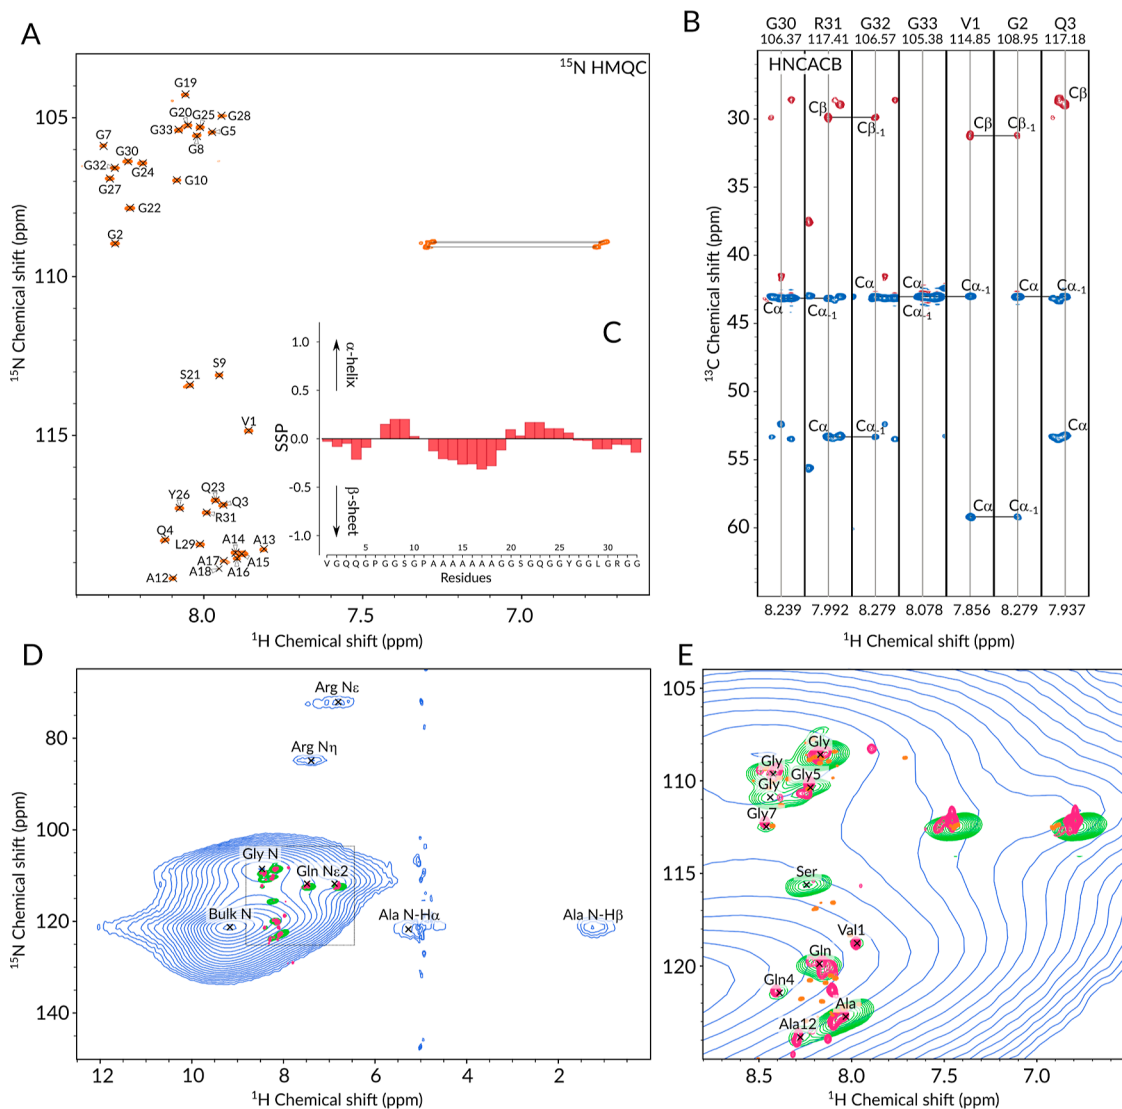 A
¹⁵N HMQC
G19
G20 G25 G28
G33 G5
G8
G7
G30
G32 G24
G27 G10
G22
G2
S9
S21
V1
Q23
Y26 Q3
R31
Q4 A14
L29 A13
A17 A15
A18 A16
A12
105
110
115
¹⁵N Chemical shift (ppm)
8.0 7.5 7.0
¹H Chemical shift (ppm)
C
1.0
0.5
0.0
-0.5
-1.0
SSP
α-helix
β-sheet
5 10 15 20 25 30
V G Q Q G P G G S G P A A A A A A A G G S G Q G G Y G G L G R G G
Residues
B
G30 R31 G32 G33 V1 G2 Q3
106.37 117.41 106.57 105.38 114.85 108.95 117.18
HNCACB
Cβ
Cβ Cβ-1 Cβ Cβ-1
Cα Cα Cα-1 Cα Cα-1
Cα Cα-1 Cα-1
Cα Cα-1 Cα
Cα Cα-1
30
35
40
45
50
55
60
¹³C Chemical shift (ppm)
8.239 7.992 8.279 8.078 7.856 8.279 7.937
¹H Chemical shift (ppm)
D
Arg Nε
Arg Nη
Gly N
Gln Nε2
Bulk N Ala N-Hα Ala N-Hβ
80
100
120
140
¹⁵N Chemical shift (ppm)
12 10 8 6 4 2
¹H Chemical shift (ppm)
E
Gly
Gly
Gly5
Gly
Gly7
Ser
Val1
Gln
Gln4
Ala
Ala12
105
110
115
120
8.5 8.0 7.5 7.0
¹H Chemical shift (ppm)